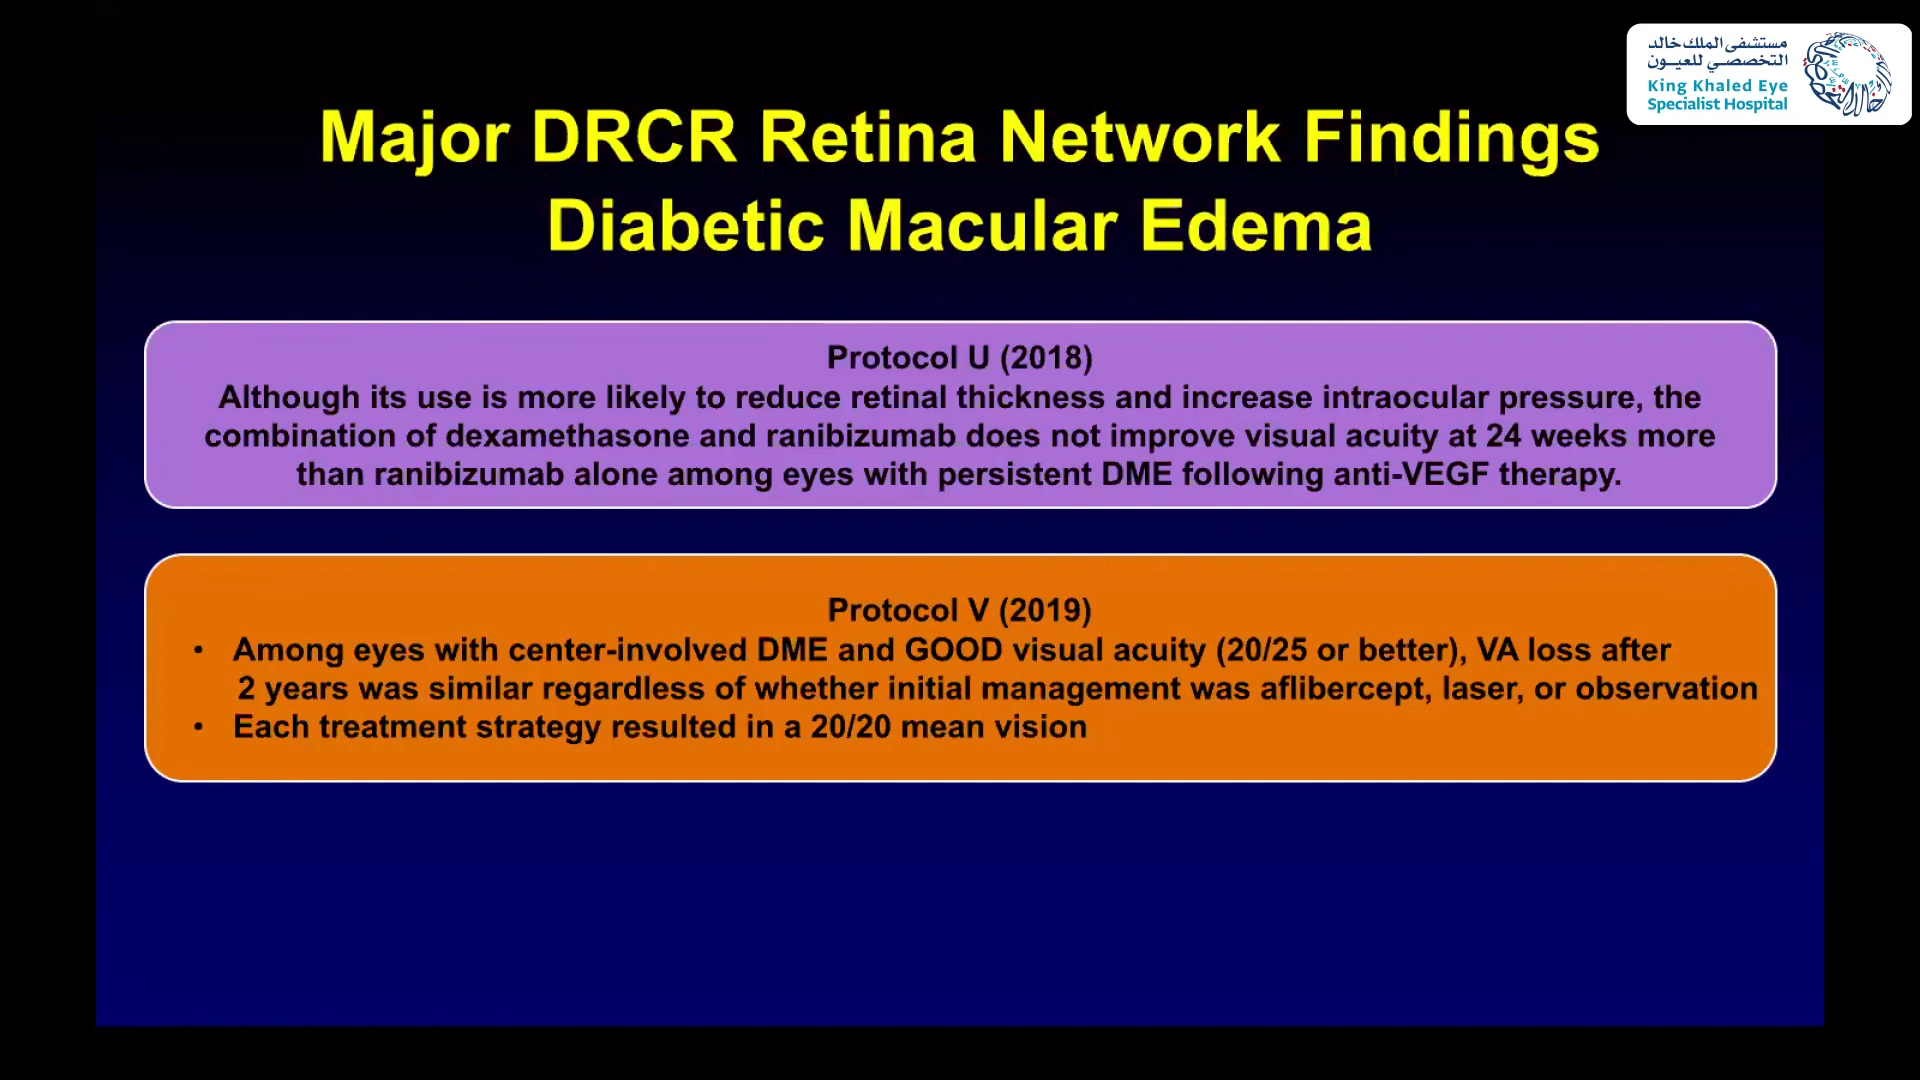 مستشفى الملك خالد
التخصصي للعيون
King Khaled Eye
Specialist Hospital
Major DRCR Retina Network Findings
Diabetic Macular Edema
Protocol U (2018)
Although its use is more likely to reduce retinal thickness and increase intraocular pressure, the
combination of dexamethasone and ranibizumab does not improve visual acuity at 24 weeks more
than ranibizumab alone among eyes with persistent DME following anti-VEGF therapy.
Protocol V (2019)
• Among eyes with center-involved DME and GOOD visual acuity (20/25 or better), VA loss after
2 years was similar regardless of whether initial management was aflibercept, laser, or observation
• Each treatment strategy resulted in a 20/20 mean vision